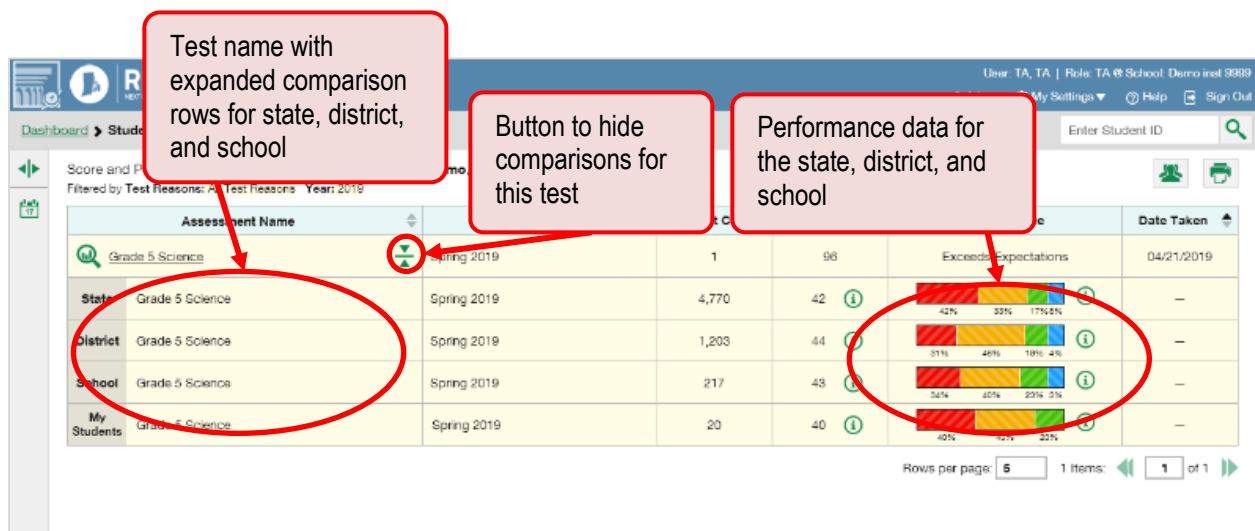 Test name with
expanded comparison
rows for state, district,
and school
Button to hide
comparisons for
this test
Performance data for
the state, district, and
school
User: TA, TA | Role: TA @ School: Demo inst 9999
My Settings Help Sign Out
Dashboard > Stude
Enter Student ID
Score and P mo,
Filtered by Test Reasons: All Test Reasons Year: 2019
Assessment Name t C e Date Taken
Grade 5 Science Spring 2019 1 96 Exceeds Expectations 04/21/2019
State Grade 5 Science Spring 2019 4,770 42 –
42% 33% 17% 8%
District Grade 5 Science Spring 2019 1,203 44 –
31% 46% 18% 4%
School Grade 5 Science Spring 2019 217 43 –
34% 40% 23% 3%
My Students Grade 5 Science Spring 2019 20 40 –
40% 20%
Rows per page: 5 1 Items: 1 of 1